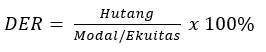 DER = Hutang / Modal/Ekuitas x 100%